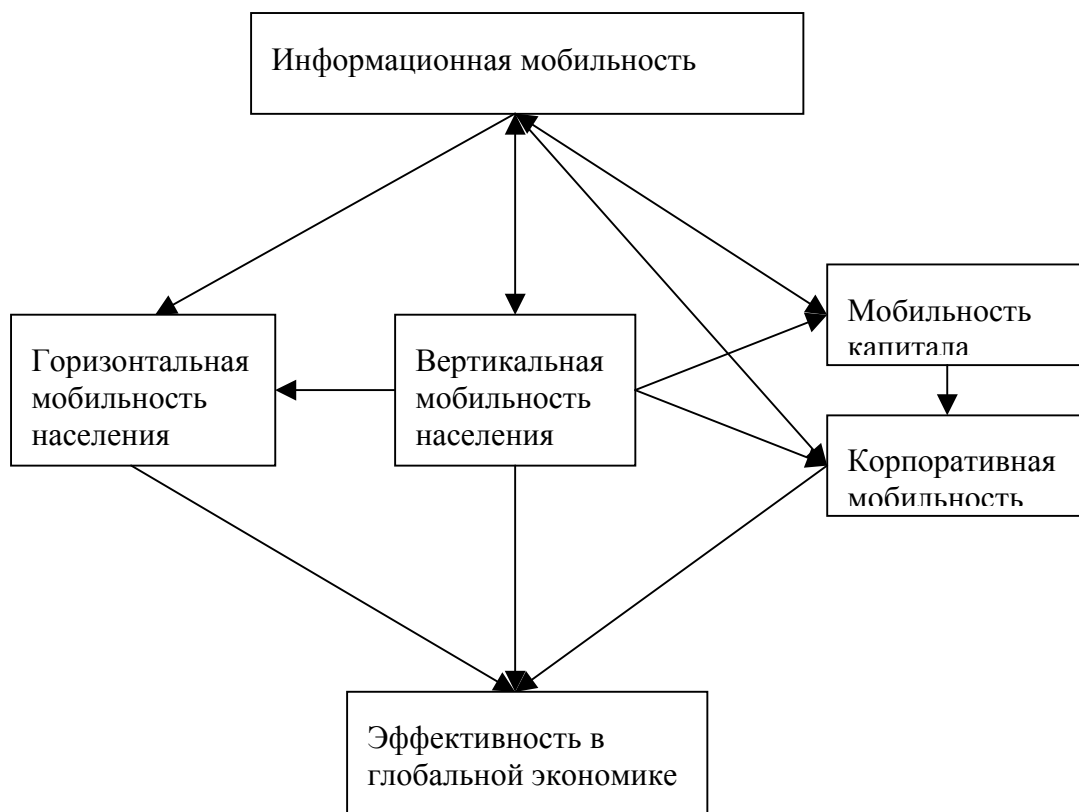 Информационная мобильность
Горизонтальная
мобильность
населения
Вертикальная
мобильность
населения
Мобильность
капитала
Корпоративная
мобильность
Эффективность в
глобальной экономике